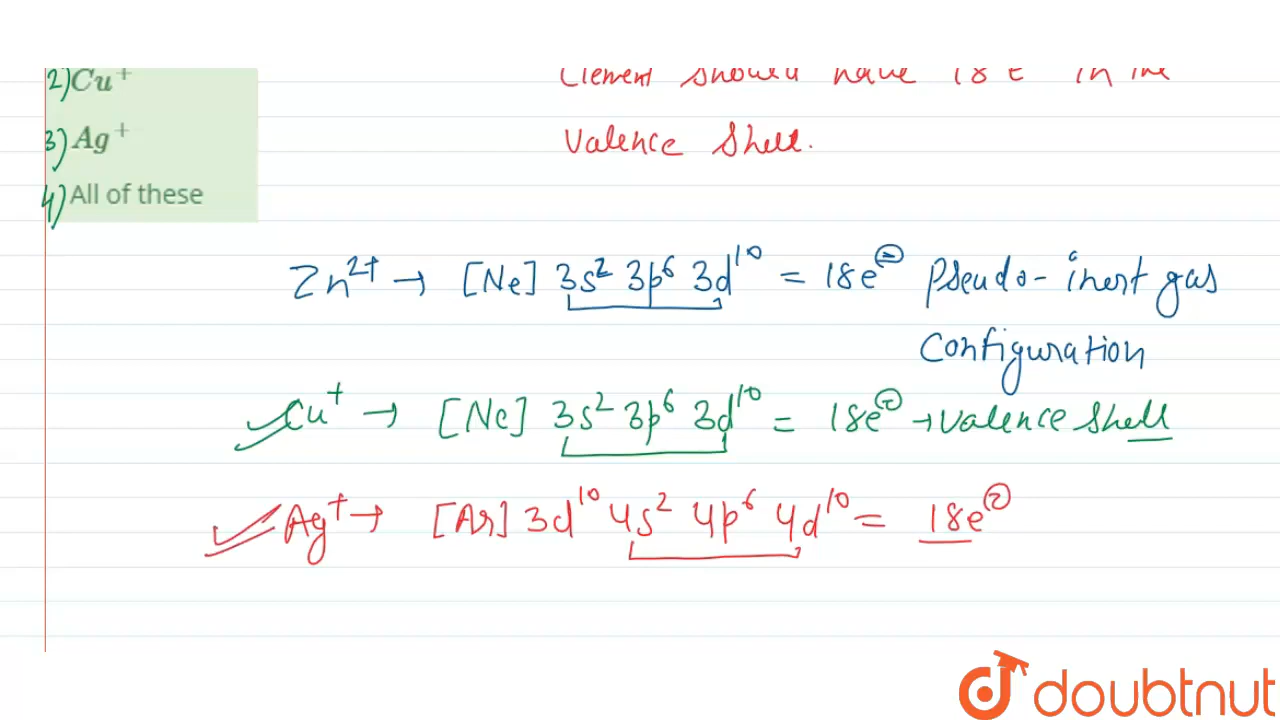 2) Cu⁺
Element should have 18 e⁻ in the
3) Ag⁺
Valence Shell.
4) All of these
Zn²⁺ → [Ne] 3s² 3p⁶ 3d¹⁰ = 18e⁻ Pseudo-inert gas
Configuration
Cu⁺ → [Ne] 3s² 3p⁶ 3d¹⁰ = 18e⁻ → Valence Shell
Ag⁺ → [Ar] 3d¹⁰ 4s² 4p⁶ 4d¹⁰ = 18e⁻
doubtnut